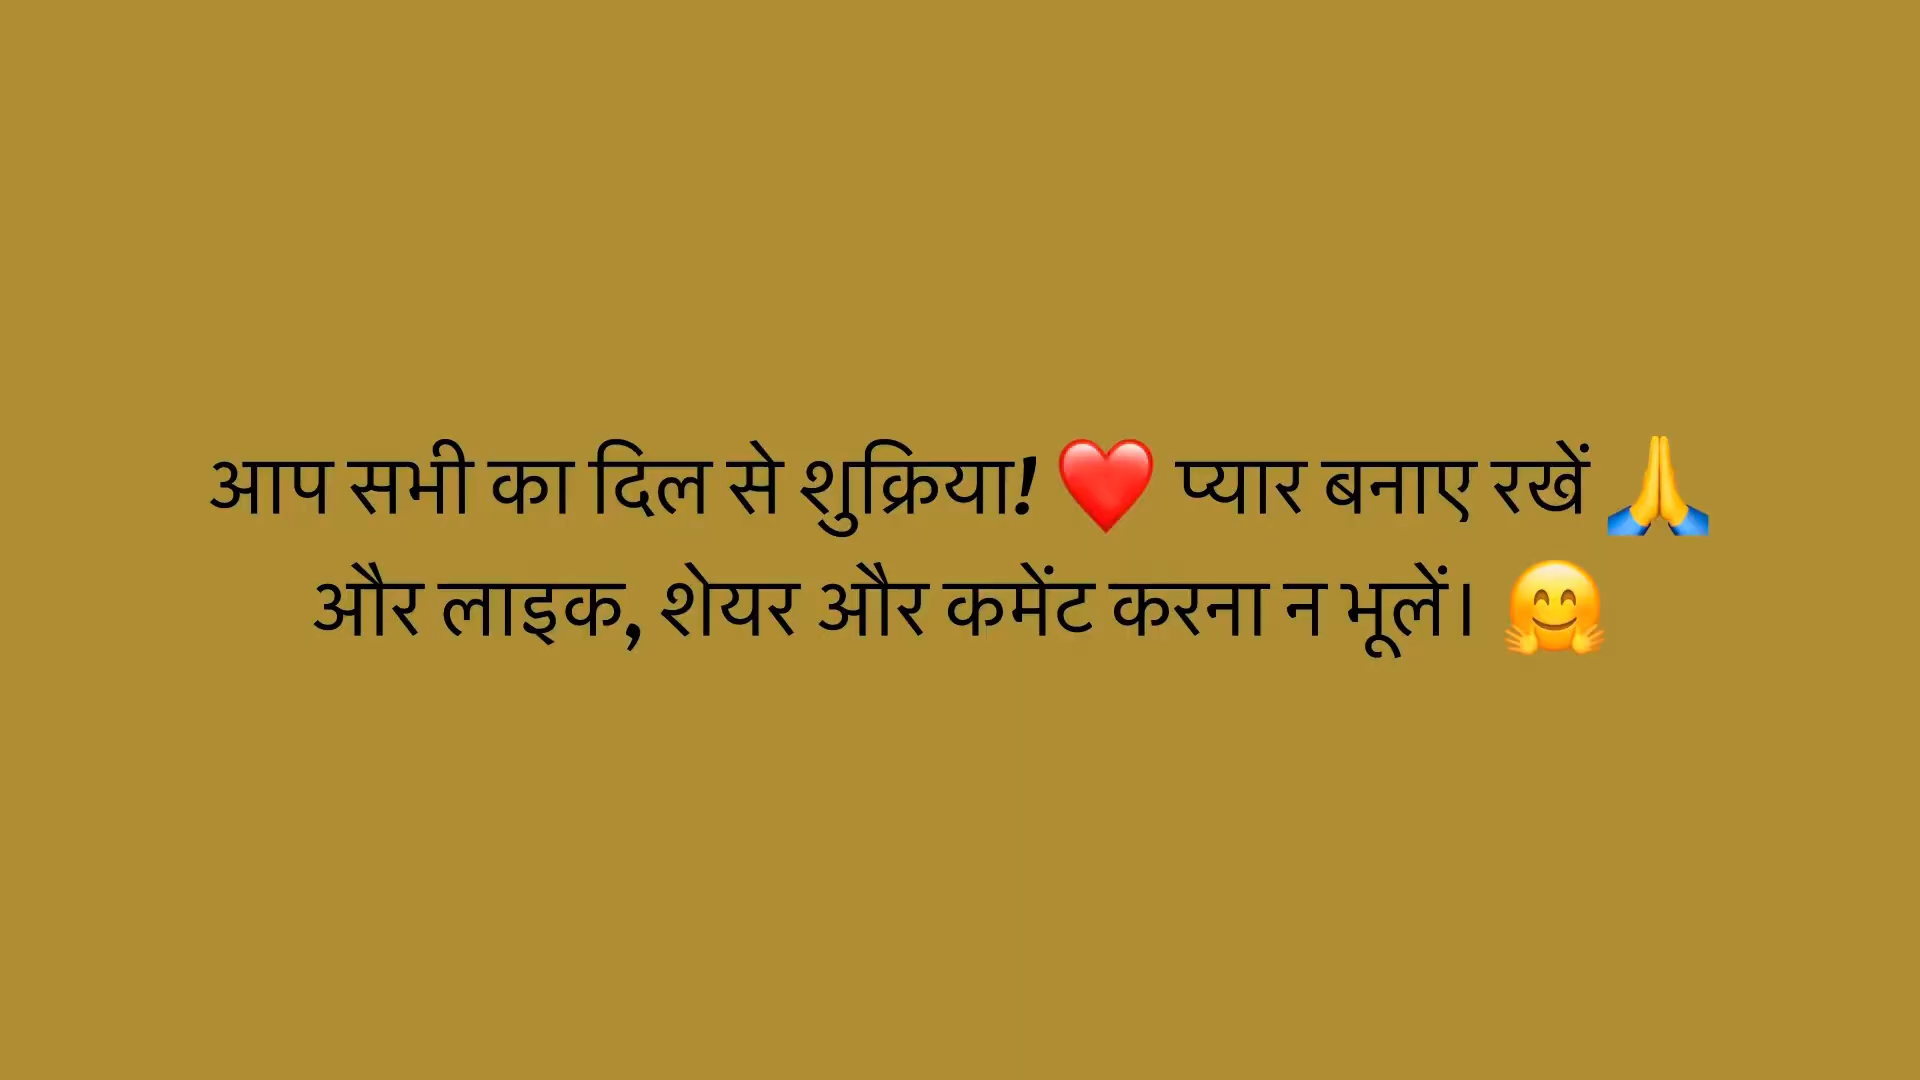 आप सभी का दिल से शुक्रिया! ❤️ प्यार बनाए रखें 🙏
और लाइक, शेयर और कमेंट करना न भूलें। 🤗